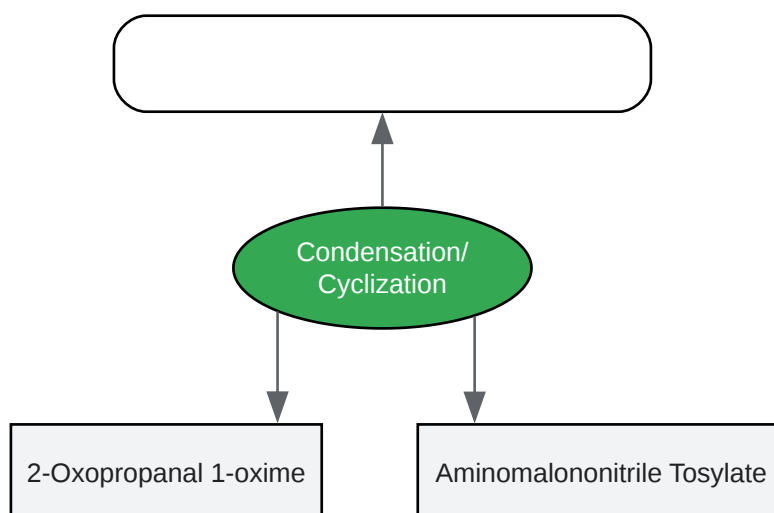 Condensation/
Cyclization
2-Oxopropanal 1-oxime
Aminomalononitrile Tosylate